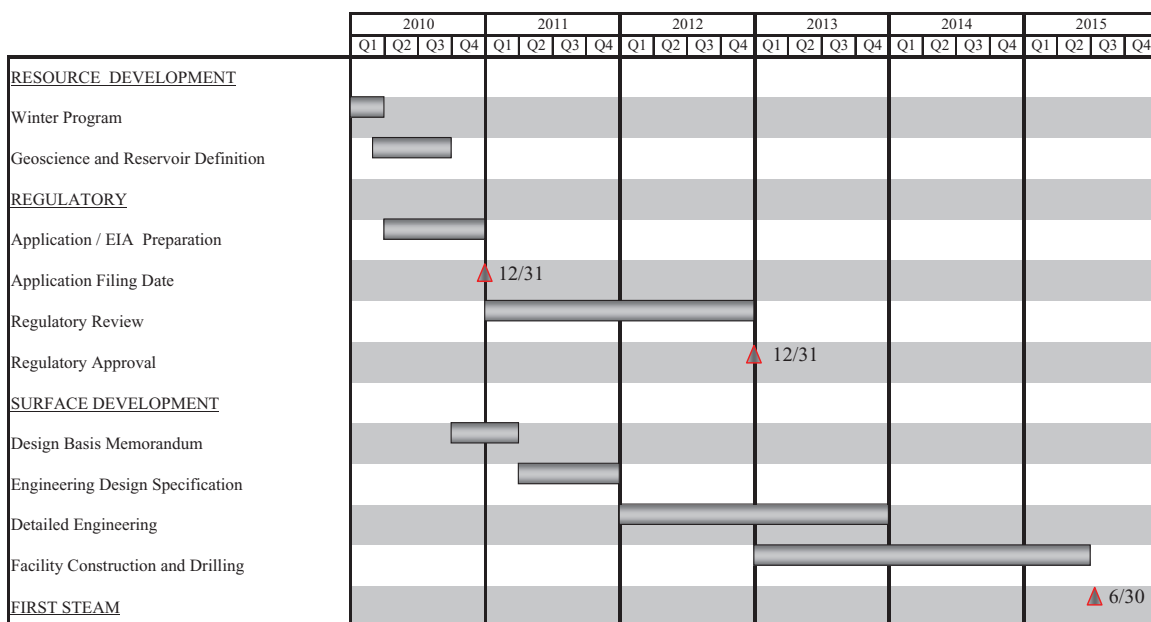 2010 2011 2012 2013 2014 2015
Q1 Q2 Q3 Q4 Q1 Q2 Q3 Q4 Q1 Q2 Q3 Q4 Q1 Q2 Q3 Q4 Q1 Q2 Q3 Q4 Q1 Q2 Q3 Q4
RESOURCE DEVELOPMENT
Winter Program
Geoscience and Reservoir Definition
REGULATORY
Application / EIA Preparation
Application Filing Date 12/31
Regulatory Review
Regulatory Approval 12/31
SURFACE DEVELOPMENT
Design Basis Memorandum
Engineering Design Specification
Detailed Engineering
Facility Construction and Drilling
FIRST STEAM 6/30